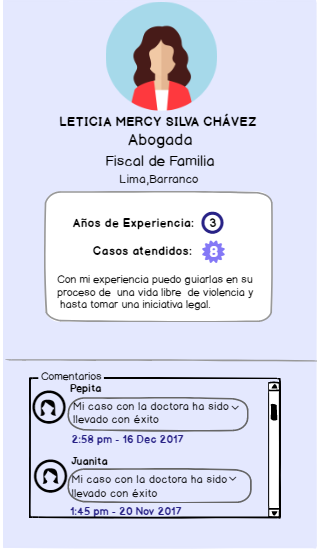 LETICIA MERCY SILVA CHÁVEZ
Abogada
Fiscal de Familia
Lima,Barranco
Años de Experiencia: 3
Casos atendidos: 8
Con mi experiencia puedo guiarlas en su
proceso de una vida libre de violencia y
hasta tomar una iniciativa legal.
Comentarios
Pepita
Mi caso con la doctora ha sido
llevado con éxito
2:58 pm - 16 Dec 2017
Juanita
Mi caso con la doctora ha sido
llevado con éxito
1:45 pm - 20 Nov 2017